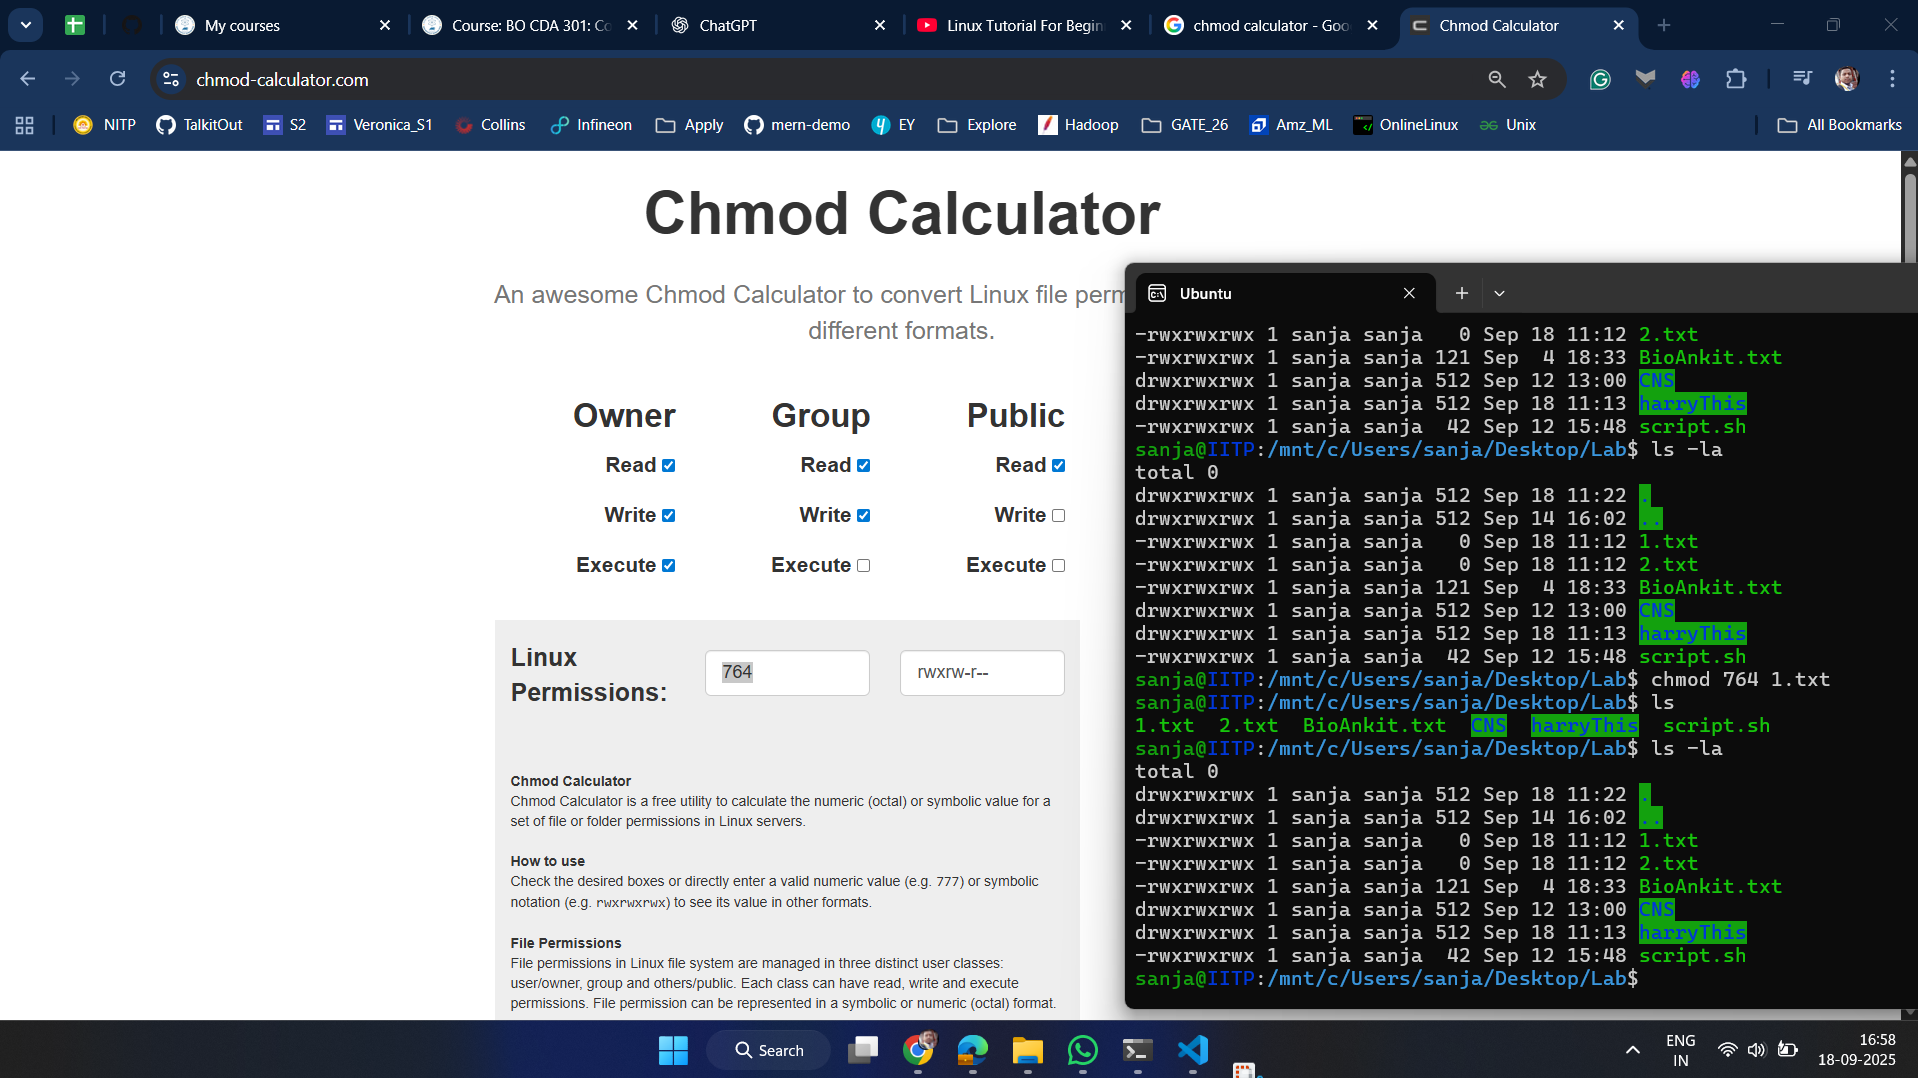 My courses
Course: BO CDA 301: Co
ChatGPT
Linux Tutorial For Begin
chmod calculator - Goo
Chmod Calculator
chmod-calculator.com
NITP
TalkitOut
S2
Veronica_S1
Collins
Infineon
Apply
mern-demo
EY
Explore
Hadoop
GATE_26
Amz_ML
OnlineLinux
Unix
All Bookmarks
Chmod Calculator
An awesome Chmod Calculator to convert Linux file perm
different formats.
Owner Group Public
Read Read Read
Write Write Write
Execute Execute Execute
Linux
Permissions:
764
rwxrw-r--
Chmod Calculator
Chmod Calculator is a free utility to calculate the numeric (octal) or symbolic value for a
set of file or folder permissions in Linux servers.
How to use
Check the desired boxes or directly enter a valid numeric value (e.g. 777) or symbolic
notation (e.g. rwxrwxrwx) to see its value in other formats.
File Permissions
File permissions in Linux file system are managed in three distinct user classes:
user/owner, group and others/public. Each class can have read, write and execute
permissions. File permission can be represented in a symbolic or numeric (octal) format.
Ubuntu
-rwxrwxrwx 1 sanja sanja   0 Sep 18 11:12 2.txt
-rwxrwxrwx 1 sanja sanja 121 Sep  4 18:33 BioAnkit.txt
drwxrwxrwx 1 sanja sanja 512 Sep 12 13:00 CNS
drwxrwxrwx 1 sanja sanja 512 Sep 18 11:13 harryThis
-rwxrwxrwx 1 sanja sanja  42 Sep 12 15:48 script.sh
sanja@IITP:/mnt/c/Users/sanja/Desktop/Lab$ ls -la
total 0
drwxrwxrwx 1 sanja sanja 512 Sep 18 11:22 .
drwxrwxrwx 1 sanja sanja 512 Sep 14 16:02 ..
-rwxrwxrwx 1 sanja sanja   0 Sep 18 11:12 1.txt
-rwxrwxrwx 1 sanja sanja   0 Sep 18 11:12 2.txt
-rwxrwxrwx 1 sanja sanja 121 Sep  4 18:33 BioAnkit.txt
drwxrwxrwx 1 sanja sanja 512 Sep 12 13:00 CNS
drwxrwxrwx 1 sanja sanja 512 Sep 18 11:13 harryThis
-rwxrwxrwx 1 sanja sanja  42 Sep 12 15:48 script.sh
sanja@IITP:/mnt/c/Users/sanja/Desktop/Lab$ chmod 764 1.txt
sanja@IITP:/mnt/c/Users/sanja/Desktop/Lab$ ls
1.txt  2.txt  BioAnkit.txt  CNS  harryThis  script.sh
sanja@IITP:/mnt/c/Users/sanja/Desktop/Lab$ ls -la
total 0
drwxrwxrwx 1 sanja sanja 512 Sep 18 11:22 .
drwxrwxrwx 1 sanja sanja 512 Sep 14 16:02 ..
-rwxrwxrwx 1 sanja sanja   0 Sep 18 11:12 1.txt
-rwxrwxrwx 1 sanja sanja   0 Sep 18 11:12 2.txt
-rwxrwxrwx 1 sanja sanja 121 Sep  4 18:33 BioAnkit.txt
drwxrwxrwx 1 sanja sanja 512 Sep 12 13:00 CNS
drwxrwxrwx 1 sanja sanja 512 Sep 18 11:13 harryThis
-rwxrwxrwx 1 sanja sanja  42 Sep 12 15:48 script.sh
sanja@IITP:/mnt/c/Users/sanja/Desktop/Lab$
Search
ENG
IN
16:58
18-09-2025